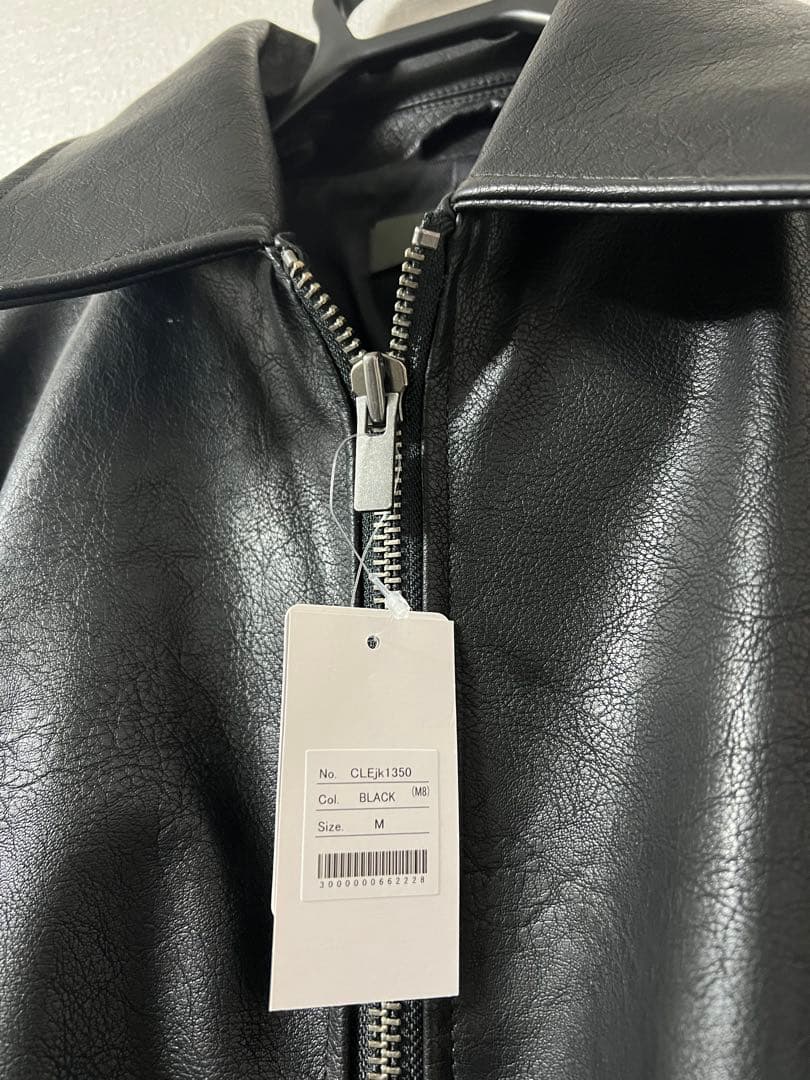 No. CLEjk1350
Col. BLACK (M8)
Size. M
3000000662228